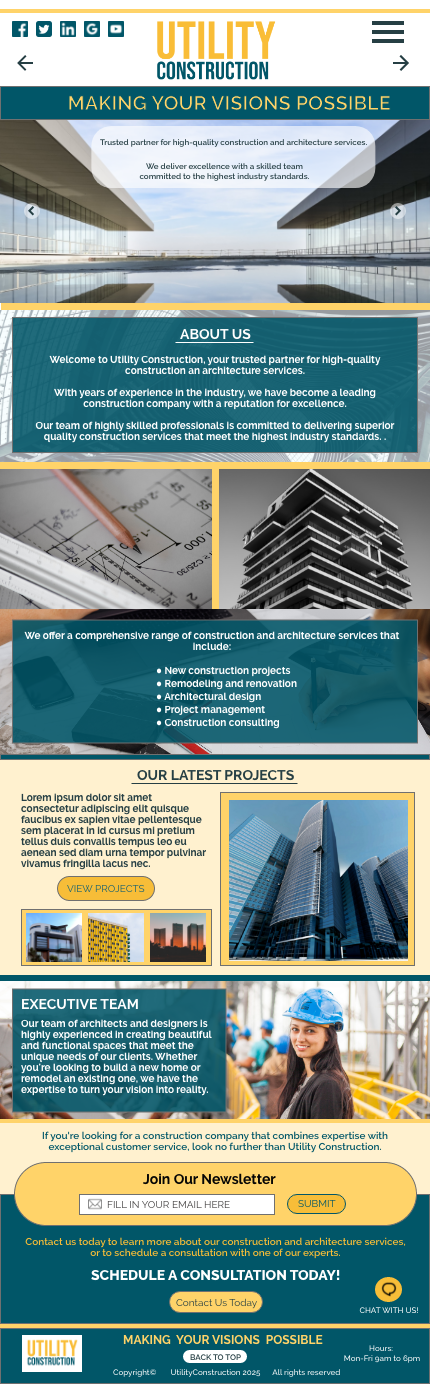 UTILITY
CONSTRUCTION
MAKING YOUR VISIONS POSSIBLE
Trusted partner for high-quality construction and architecture services.
We deliver excellence with a skilled team
committed to the highest industry standards.
ABOUT US
Welcome to Utility Construction, your trusted partner for high-quality
construction an architecture services.
With years of experience in the industry, we have become a leading
construction company with a reputation for excellence.
Our team of highly skilled professionals is committed to delivering superior
quality construction services that meet the highest industry standards. .
We offer a comprehensive range of construction and architecture services that
include:
● New construction projects
● Remodeling and renovation
● Architectural design
● Project management
● Construction consulting
OUR LATEST PROJECTS
Lorem ipsum dolor sit amet
consectetur adipiscing elit quisque
faucibus ex sapien vitae pellentesque
sem placerat in id cursus mi pretium
tellus duis convallis tempus leo eu
aenean sed diam urna tempor pulvinar
vivamus fringilla lacus nec.
VIEW PROJECTS
EXECUTIVE TEAM
Our team of architects and designers is
highly experienced in creating beautiful
and functional spaces that meet the
unique needs of our clients. Whether
you're looking to build a new home or
remodel an existing one, we have the
expertise to turn your vision into reality.
If you're looking for a construction company that combines expertise with
exceptional customer service, look no further than Utility Construction.
Join Our Newsletter
FILL IN YOUR EMAIL HERE
SUBMIT
Contact us today to learn more about our construction and architecture services,
or to schedule a consultation with one of our experts.
SCHEDULE A CONSULTATION TODAY!
Contact Us Today
CHAT WITH US!
UTILITY
CONSTRUCTION
MAKING YOUR VISIONS POSSIBLE
BACK TO TOP
Copyright© UtilityConstruction 2025 All rights reserved
Hours:
Mon-Fri 9am to 6pm